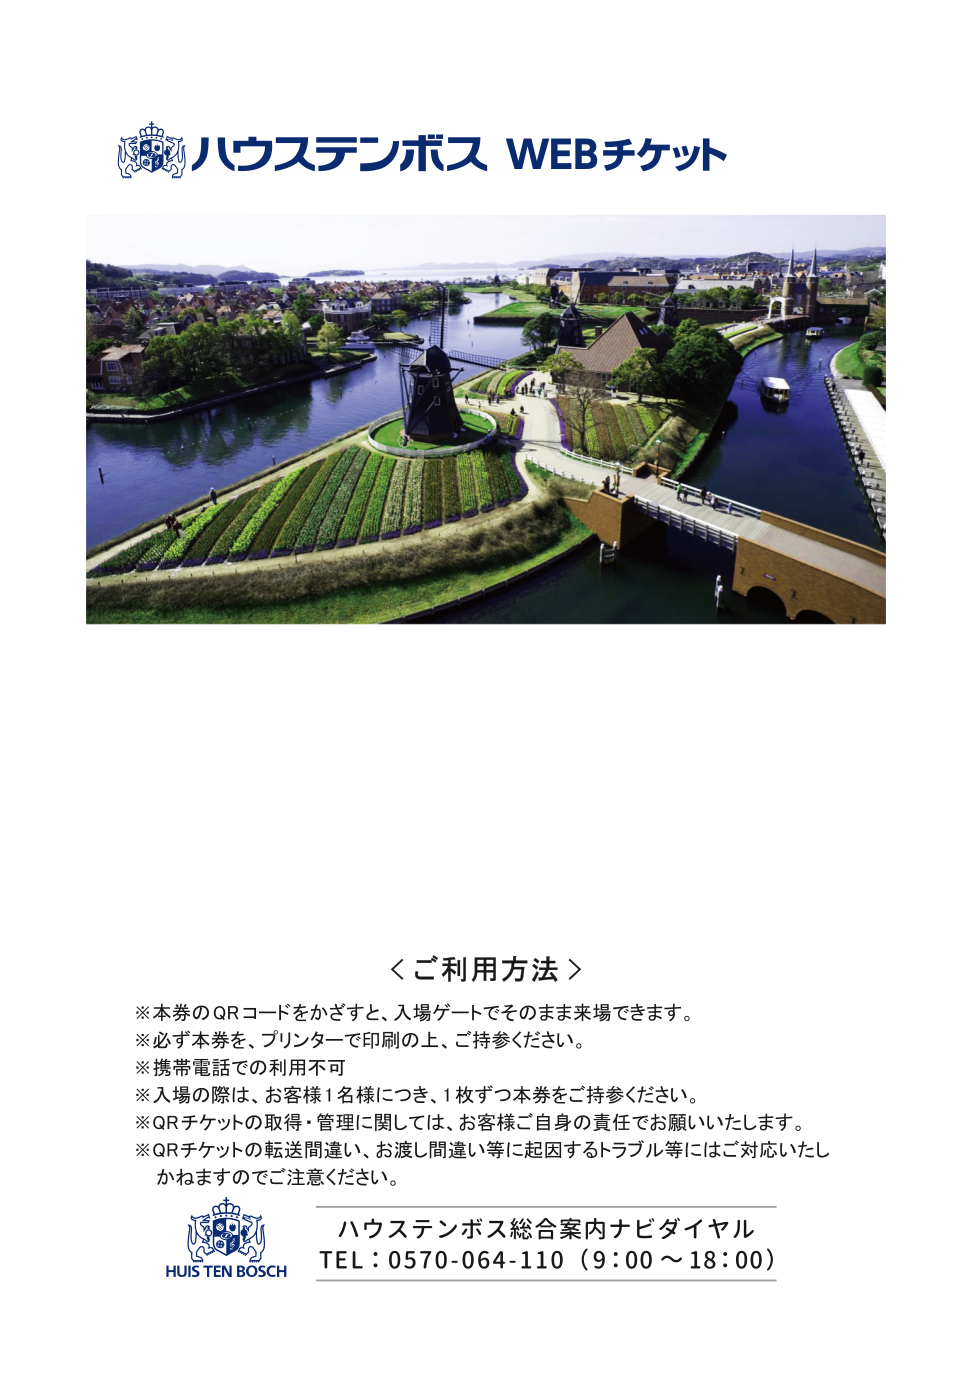 ハウステンボス WEBチケット
〈ご利用方法〉
※本券のQRコードをかざすと、入場ゲートでそのまま来場できます。
※必ず本券を、プリンターで印刷の上、ご持参ください。
※携帯電話での利用不可
※入場の際は、お客様1名様につき、1枚ずつ本券をご持参ください。
※QRチケットの取得・管理に関しては、お客様ご自身の責任でお願いいたします。
※QRチケットの転送間違い、お渡し間違い等に起因するトラブル等にはご対応いたし
かねますのでご注意ください。
HUIS TEN BOSCH
ハウステンボス総合案内ナビダイヤル
TEL：0570-064-110（9：00～18：00）